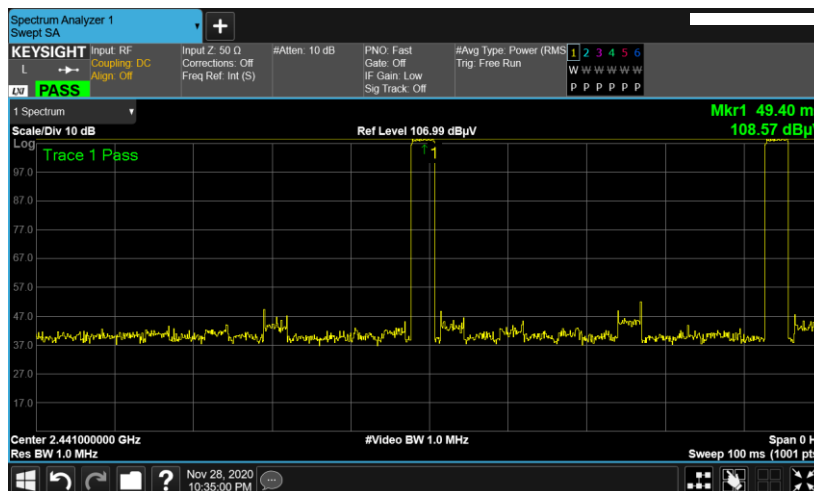 Spectrum Analyzer 1
Swept SA
+
KEYSIGHT
L
LXI
PASS
Input: RF
Coupling: DC
Align: Off
Input Z: 50 Ω
Corrections: Off
Freq Ref: Int (S)
#Atten: 10 dB
PNO: Fast
Gate: Off
IF Gain: Low
Sig Track: Off
#Avg Type: Power (RMS
Trig: Free Run
1 2 3 4 5 6
W W W W W W
P P P P P P
1 Spectrum
Scale/Div 10 dB
Ref Level 106.99 dBµV
Mkr1 49.40 m
108.57 dBµV
Log
Trace 1 Pass
1
97.0
87.0
77.0
67.0
57.0
47.0
37.0
27.0
17.0
Center 2.441000000 GHz
#Video BW 1.0 MHz
Span 0 H
Res BW 1.0 MHz
Sweep 100 ms (1001 pts
?
Nov 28, 2020
10:35:00 PM